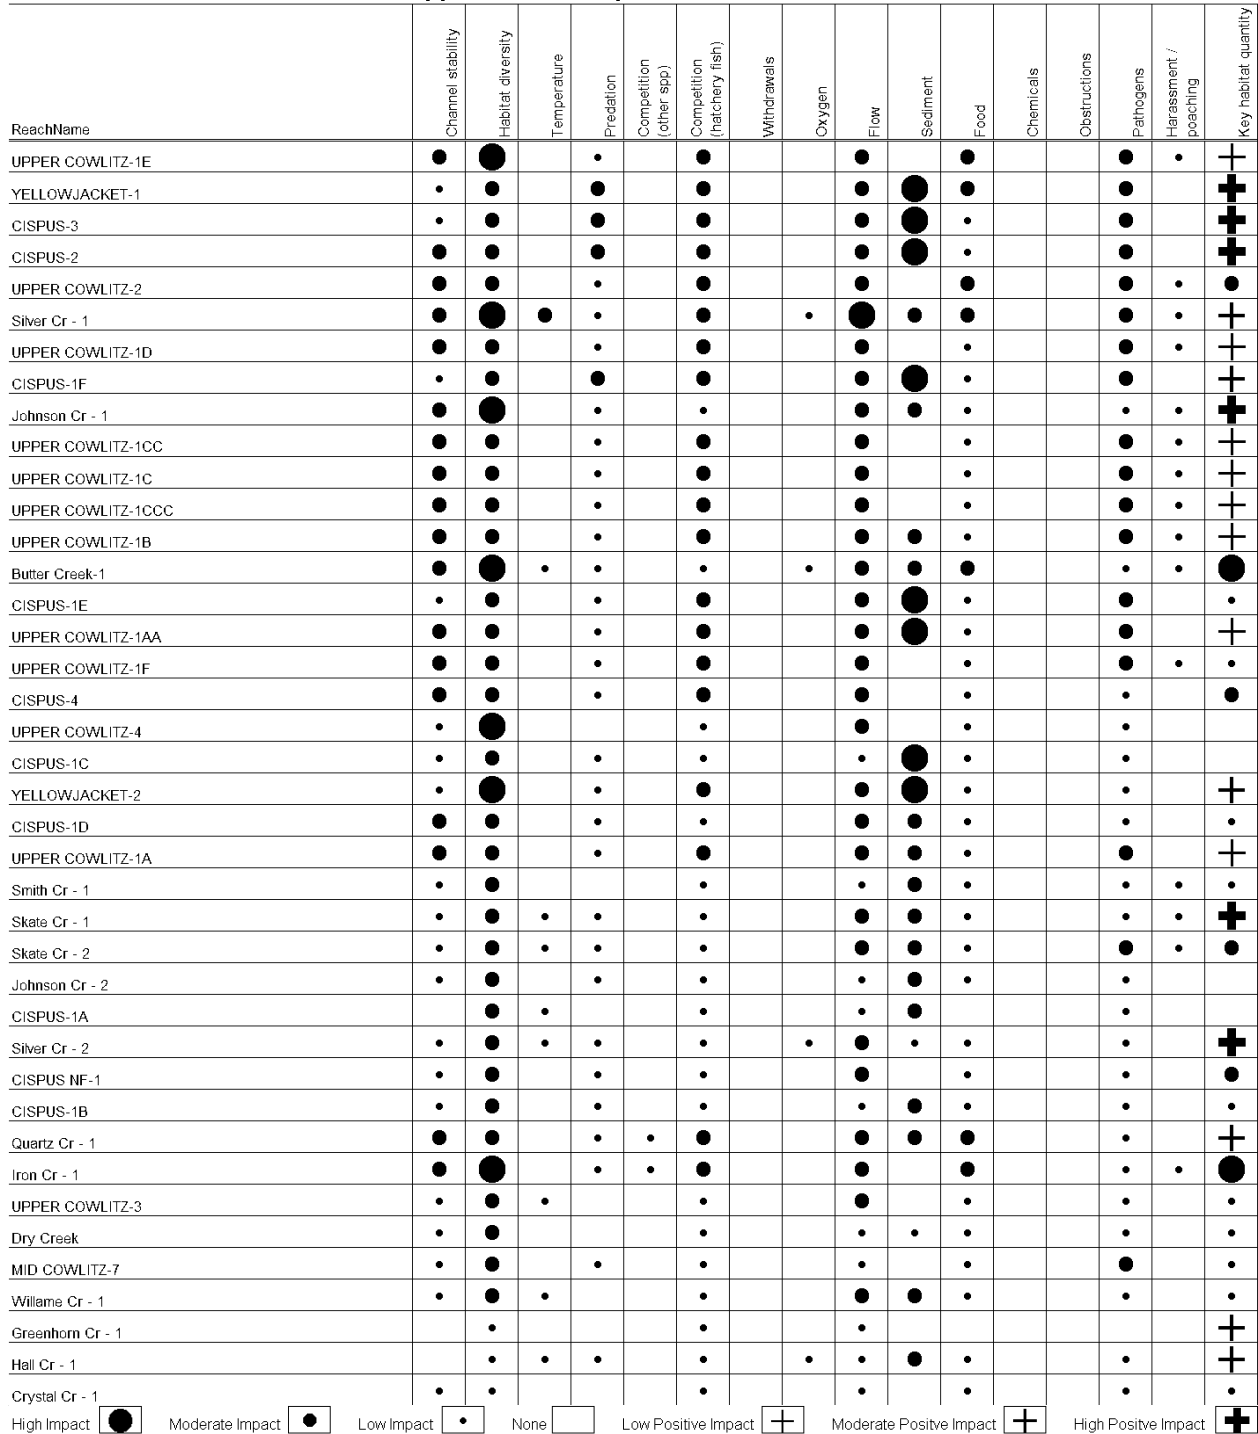 ReachName
Channel stability
Habitat diversity
Temperature
Predation
Competition
(other spp)
Competition
(hatchery fish)
Withdrawals
Oxygen
Flow
Sediment
Food
Chemicals
Obstructions
Pathogens
Harassment /
poaching
Key habitat quantity
UPPER COWLITZ-1E
YELLOWJACKET-1
CISPUS-3
CISPUS-2
UPPER COWLITZ-2
Silver Cr - 1
UPPER COWLITZ-1D
CISPUS-1F
Johnson Cr - 1
UPPER COWLITZ-1CC
UPPER COWLITZ-1C
UPPER COWLITZ-1CCC
UPPER COWLITZ-1B
Butter Creek-1
CISPUS-1E
UPPER COWLITZ-1AA
UPPER COWLITZ-1F
CISPUS-4
UPPER COWLITZ-4
CISPUS-1C
YELLOWJACKET-2
CISPUS-1D
UPPER COWLITZ-1A
Smith Cr - 1
Skate Cr - 1
Skate Cr - 2
Johnson Cr - 2
CISPUS-1A
Silver Cr - 2
CISPUS NF-1
CISPUS-1B
Quartz Cr - 1
Iron Cr - 1
UPPER COWLITZ-3
Dry Creek
MID COWLITZ-7
Willame Cr - 1
Greenhorn Cr - 1
Hall Cr - 1
Crystal Cr - 1
High Impact Moderate Impact Low Impact None Low Positive Impact Moderate Positve Impact High Positve Impact